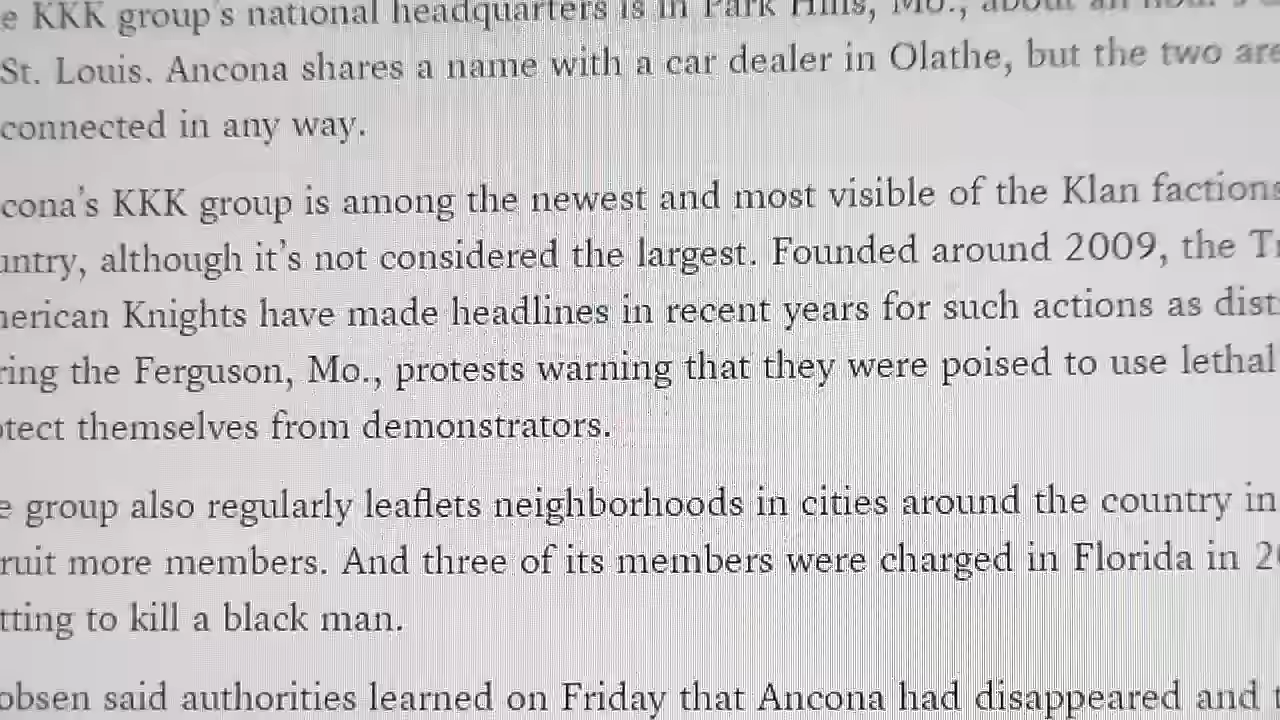 e KKK group's national headquarters is in Park Hills, Mo., about an hour
St. Louis. Ancona shares a name with a car dealer in Olathe, but the two are
connected in any way.
cona's KKK group is among the newest and most visible of the Klan factions
untry, although it's not considered the largest. Founded around 2009, the T
nerican Knights have made headlines in recent years for such actions as dist
ring the Ferguson, Mo., protests warning that they were poised to use lethal
otect themselves from demonstrators.
e group also regularly leaflets neighborhoods in cities around the country in
ruit more members. And three of its members were charged in Florida in 20
tting to kill a black man.
obsen said authorities learned on Friday that Ancona had disappeared and